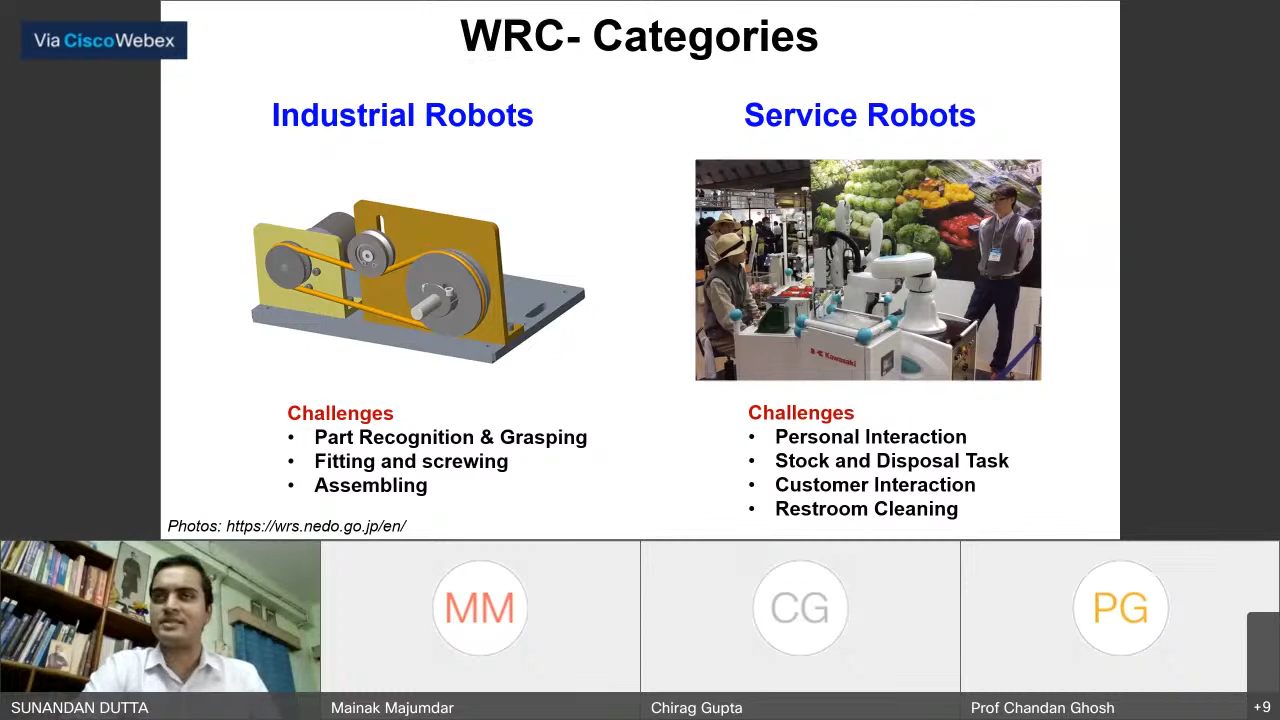 Via CiscoWebex
WRC- Categories
Industrial Robots
Service Robots
Kawasaki
Challenges
• Part Recognition & Grasping
• Fitting and screwing
• Assembling
Challenges
• Personal Interaction
• Stock and Disposal Task
• Customer Interaction
• Restroom Cleaning
Photos: https://wrs.nedo.go.jp/en/
MM
CG
PG
SUNANDAN DUTTA
Mainak Majumdar
Chirag Gupta
Prof Chandan Ghosh
+9